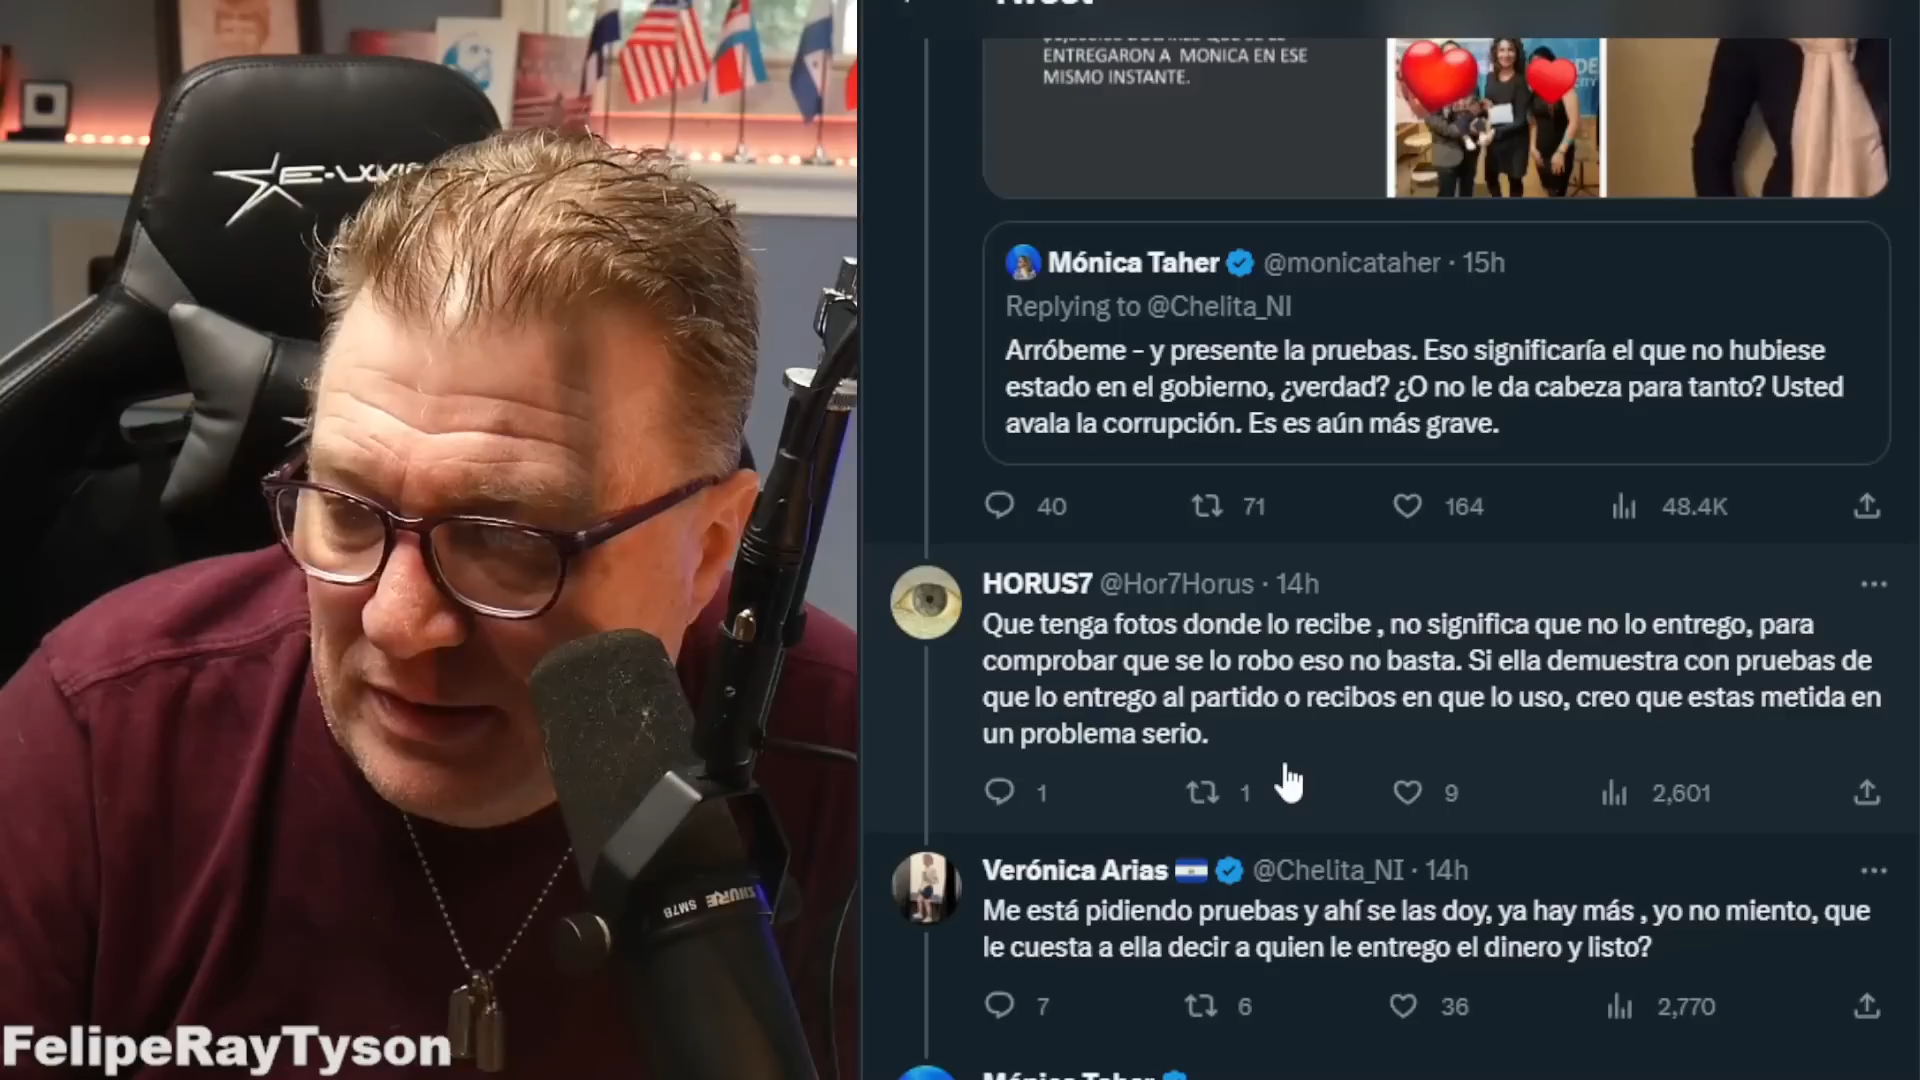 Tweet
ENTREGARON A MONICA EN ESE
MISMO INSTANTE.
Mónica Taher @monicataher · 15h
Replying to @Chelita_NI
Arróbeme - y presente la pruebas. Eso significaría el que no hubiese
estado en el gobierno, ¿verdad? ¿O no le da cabeza para tanto? Usted
avala la corrupción. Es es aún más grave.
40 71 164 48.4K
HORUS7 @Hor7Horus · 14h
Que tenga fotos donde lo recibe , no significa que no lo entrego, para
comprobar que se lo robo eso no basta. Si ella demuestra con pruebas de
que lo entrego al partido o recibos en que lo uso, creo que estas metida en
un problema serio.
1 1 9 2,601
Verónica Arias @Chelita_NI · 14h
Me está pidiendo pruebas y ahí se las doy, ya hay más , yo no miento, que
le cuesta a ella decir a quien le entrego el dinero y listo?
7 6 36 2,770
Mónica Taher
SHURE SM7B
FelipeRayTyson